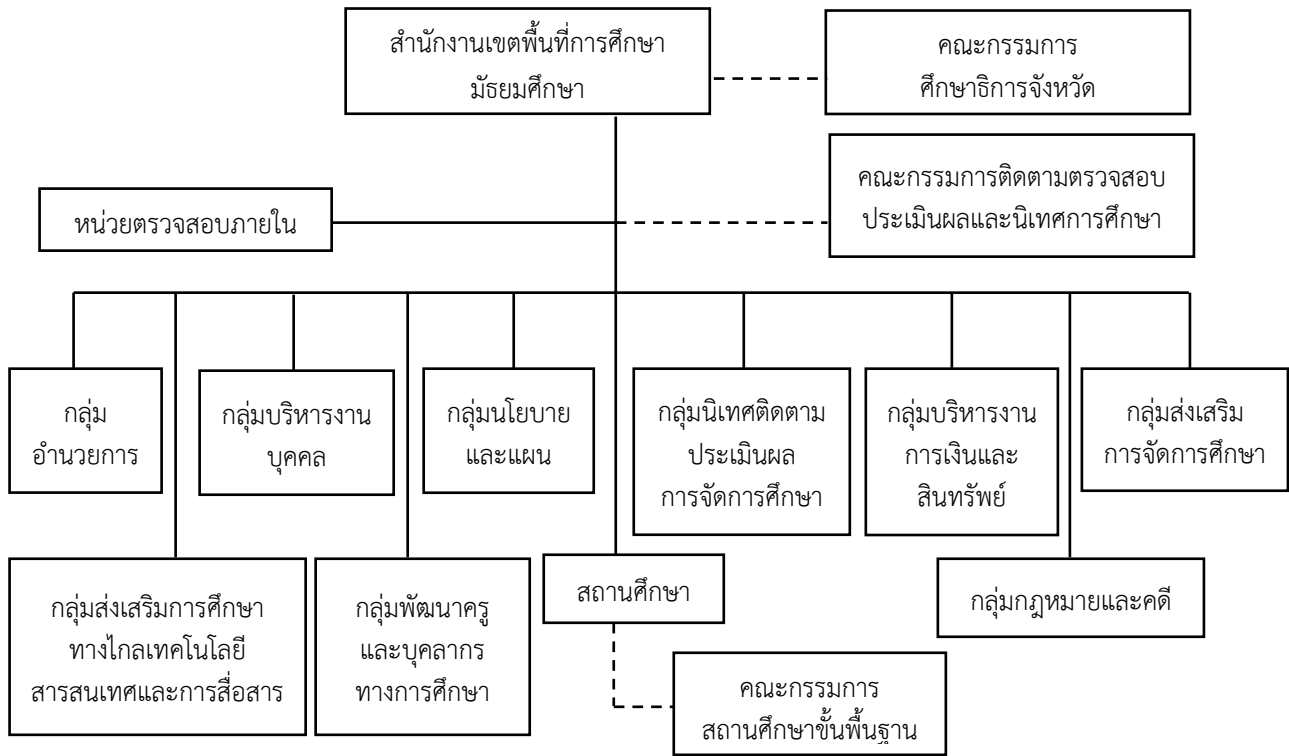 สำนักงานเขตพื้นที่การศึกษา
มัธยมศึกษา
คณะกรรมการ
ศึกษาธิการจังหวัด
คณะกรรมการติดตามตรวจสอบ
ประเมินผลและนิเทศการศึกษา
หน่วยตรวจสอบภายใน
กลุ่ม
อำนวยการ
กลุ่มบริหารงาน
บุคคล
กลุ่มนโยบาย
และแผน
กลุ่มนิเทศติดตาม
ประเมินผล
การจัดการศึกษา
กลุ่มบริหารงาน
การเงินและ
สินทรัพย์
กลุ่มส่งเสริม
การจัดการศึกษา
กลุ่มส่งเสริมการศึกษา
ทางไกลเทคโนโลยี
สารสนเทศและการสื่อสาร
กลุ่มพัฒนาครู
และบุคลากร
ทางการศึกษา
สถานศึกษา
กลุ่มกฎหมายและคดี
คณะกรรมการ
สถานศึกษาขั้นพื้นฐาน